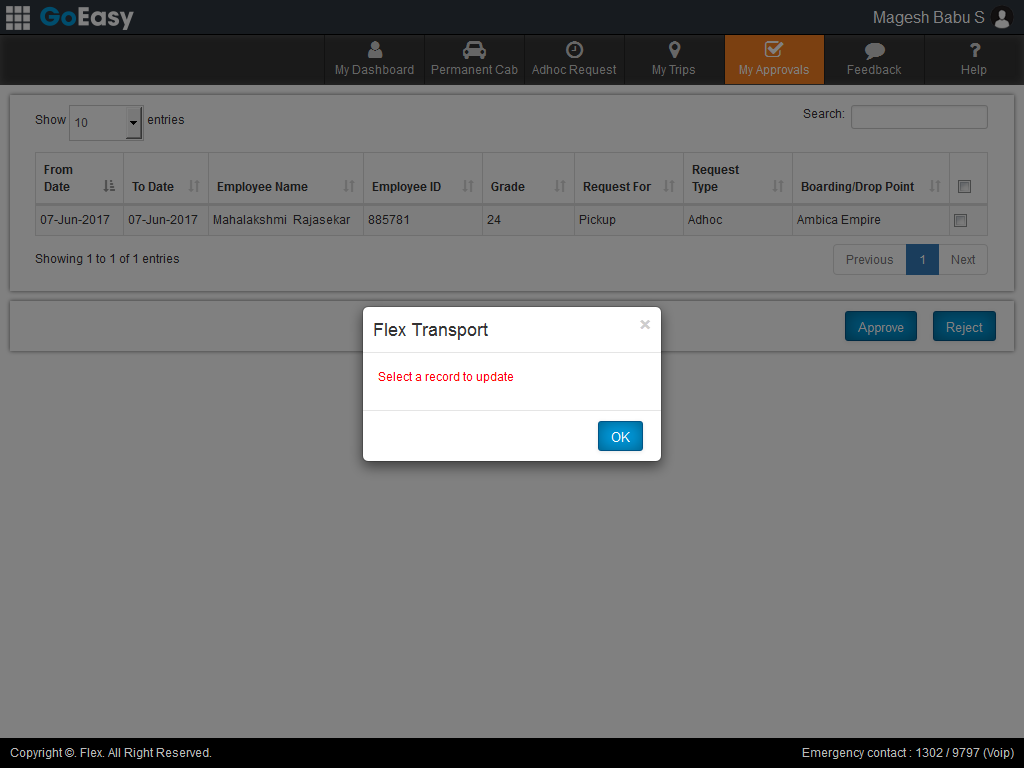 GoEasy
Magesh Babu S
My Dashboard
Permanent Cab
Adhoc Request
My Trips
My Approvals
Feedback
? Help
Show 10 entries
Search:
From Date
To Date
Employee Name
Employee ID
Grade
Request For
Request Type
Boarding/Drop Point
07-Jun-2017 07-Jun-2017 Mahalakshmi Rajasekar 885781 24 Pickup Adhoc Ambica Empire
Showing 1 to 1 of 1 entries
Previous 1 Next
Approve Reject
Flex Transport ×
Select a record to update
OK
Copyright ©. Flex. All Right Reserved.
Emergency contact : 1302 / 9797 (Voip)